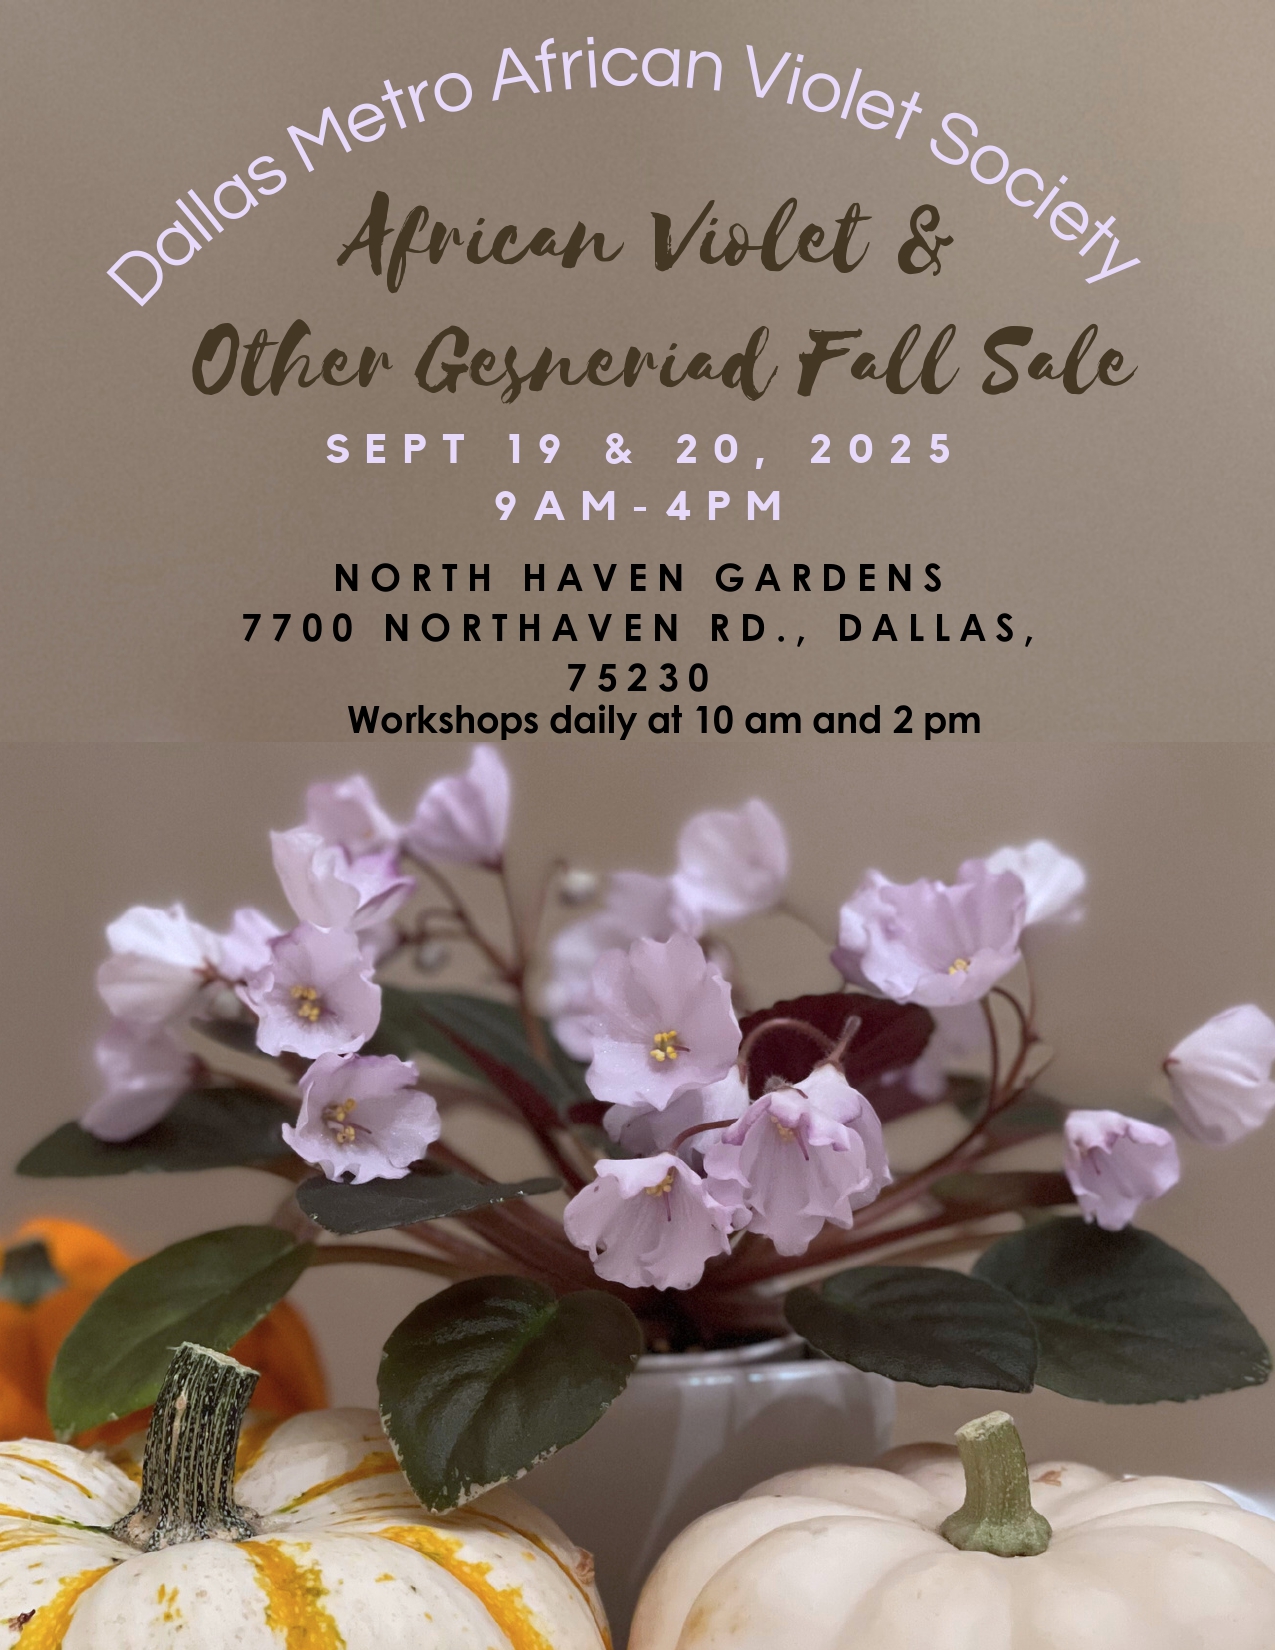 Dallas Metro African Violet Society
African Violet &
Other Gesneriad Fall Sale
SEPT 19 & 20, 2025
9AM-4PM
NORTH HAVEN GARDENS
7700 NORTHAVEN RD., DALLAS,
75230
Workshops daily at 10 am and 2 pm